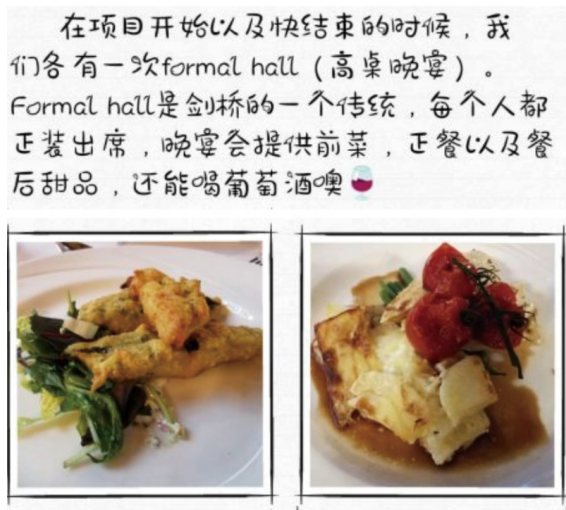 在项目开始以及快结束的时候，我
们各有一次formal hall（高桌晚宴）。
Formal hall是剑桥的一个传统，每个人都
正装出席，晚宴会提供前菜，正餐以及餐
后甜品，还能喝葡萄酒噢🍷